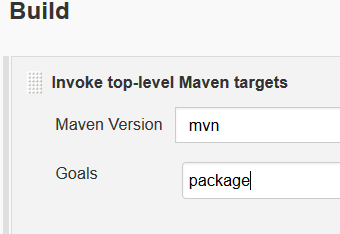 Build
Invoke top-level Maven targets
Maven Version mvn
Goals package